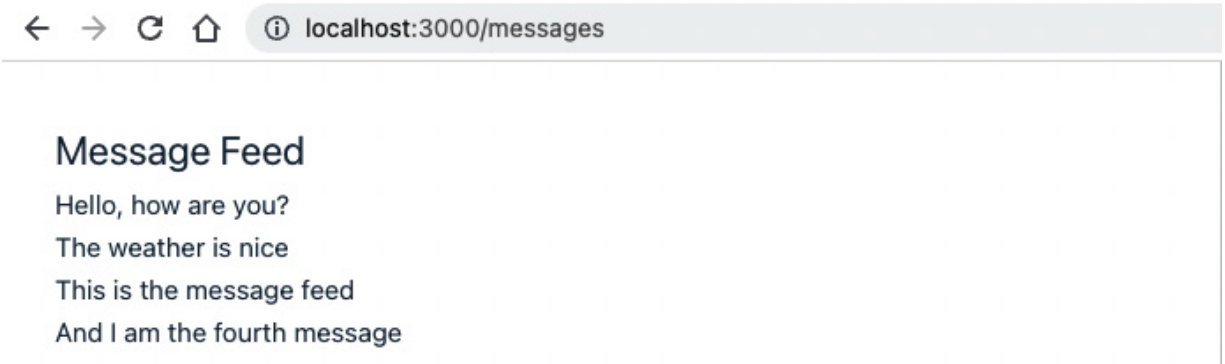 localhost:3000/messages
Message Feed
Hello, how are you?
The weather is nice
This is the message feed
And I am the fourth message